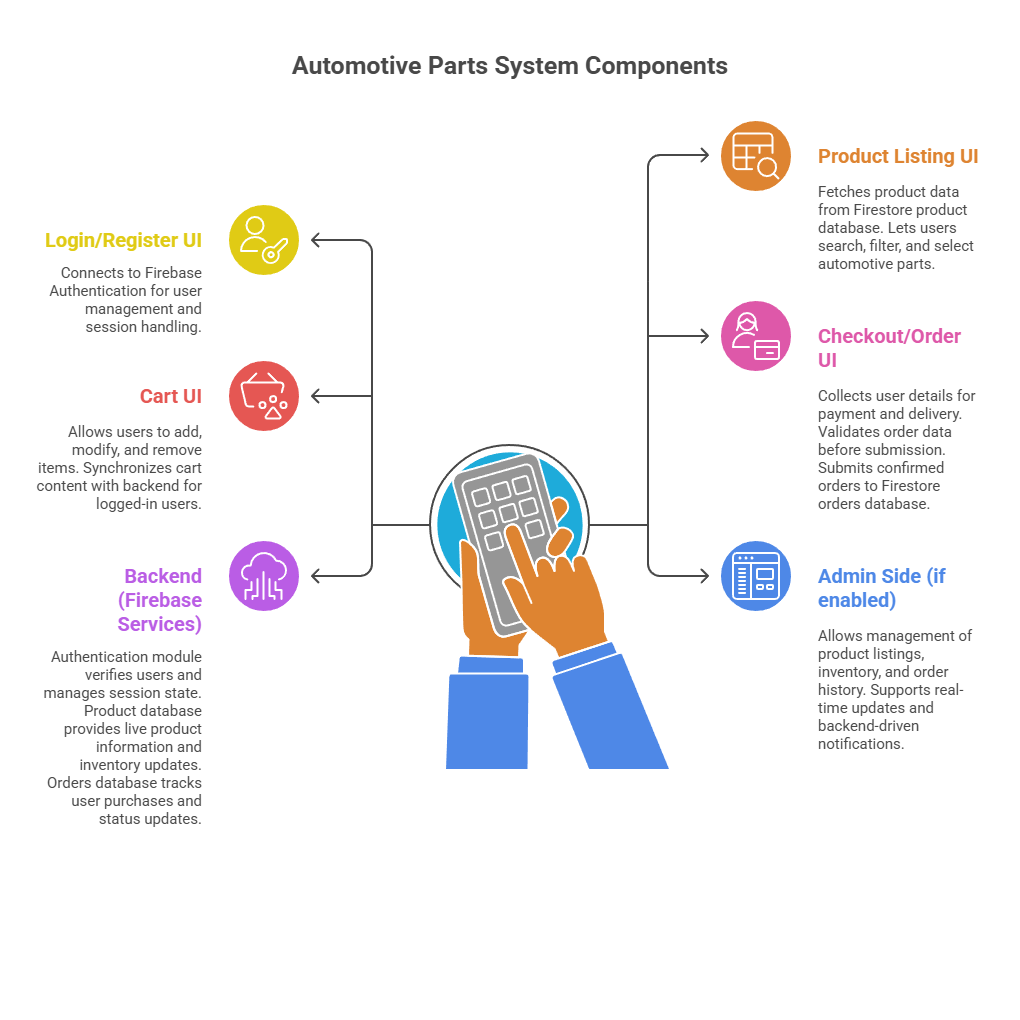 Automotive Parts System Components
Login/Register UI
Connects to Firebase
Authentication for user
management and
session handling.
Cart UI
Allows users to add,
modify, and remove
items. Synchronizes cart
content with backend for
logged-in users.
Backend
(Firebase
Services)
Authentication module
verifies users and
manages session state.
Product database
provides live product
information and
inventory updates.
Orders database tracks
user purchases and
status updates.
Product Listing UI
Fetches product data
from Firestore product
database. Lets users
search, filter, and select
automotive parts.
Checkout/Order
UI
Collects user details for
payment and delivery.
Validates order data
before submission.
Submits confirmed
orders to Firestore
orders database.
Admin Side (if
enabled)
Allows management of
product listings,
inventory, and order
history. Supports real-
time updates and
backend-driven
notifications.